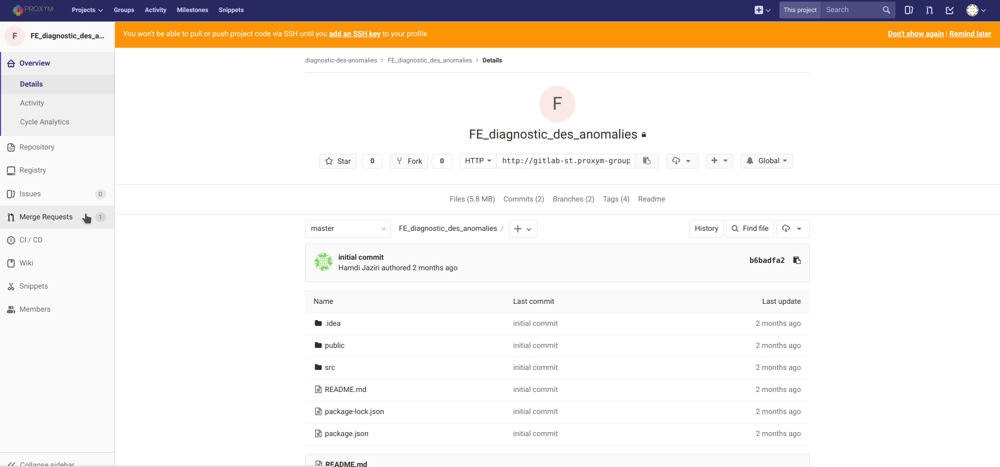 PROXYM
Projects
Groups
Activity
Milestones
Snippets
This project
Search
F
FE_diagnostic_des_a...
You won't be able to pull or push project code via SSH until you add an SSH key to your profile
Don't show again | Remind later
Overview
Details
Activity
Cycle Analytics
Repository
Registry
Issues
0
Merge Requests
1
CI / CD
Wiki
Snippets
Members
Collapse sidebar
diagnostic-des-anomalies > FE_diagnostic_des_anomalies > Details
F
FE_diagnostic_des_anomalies
Star
0
Fork
0
HTTP
http://gitlab-st.proxym-group
Global
Files (5.8 MB)
Commits (2)
Branches (2)
Tags (4)
Readme
master
FE_diagnostic_des_anomalies /
History
Find file
initial commit
Hamdi Jaziri authored 2 months ago
b6badfa2
Name Last commit Last update
.idea initial commit 2 months ago
public initial commit 2 months ago
src initial commit 2 months ago
README.md initial commit 2 months ago
package-lock.json initial commit 2 months ago
package.json initial commit 2 months ago
README.md